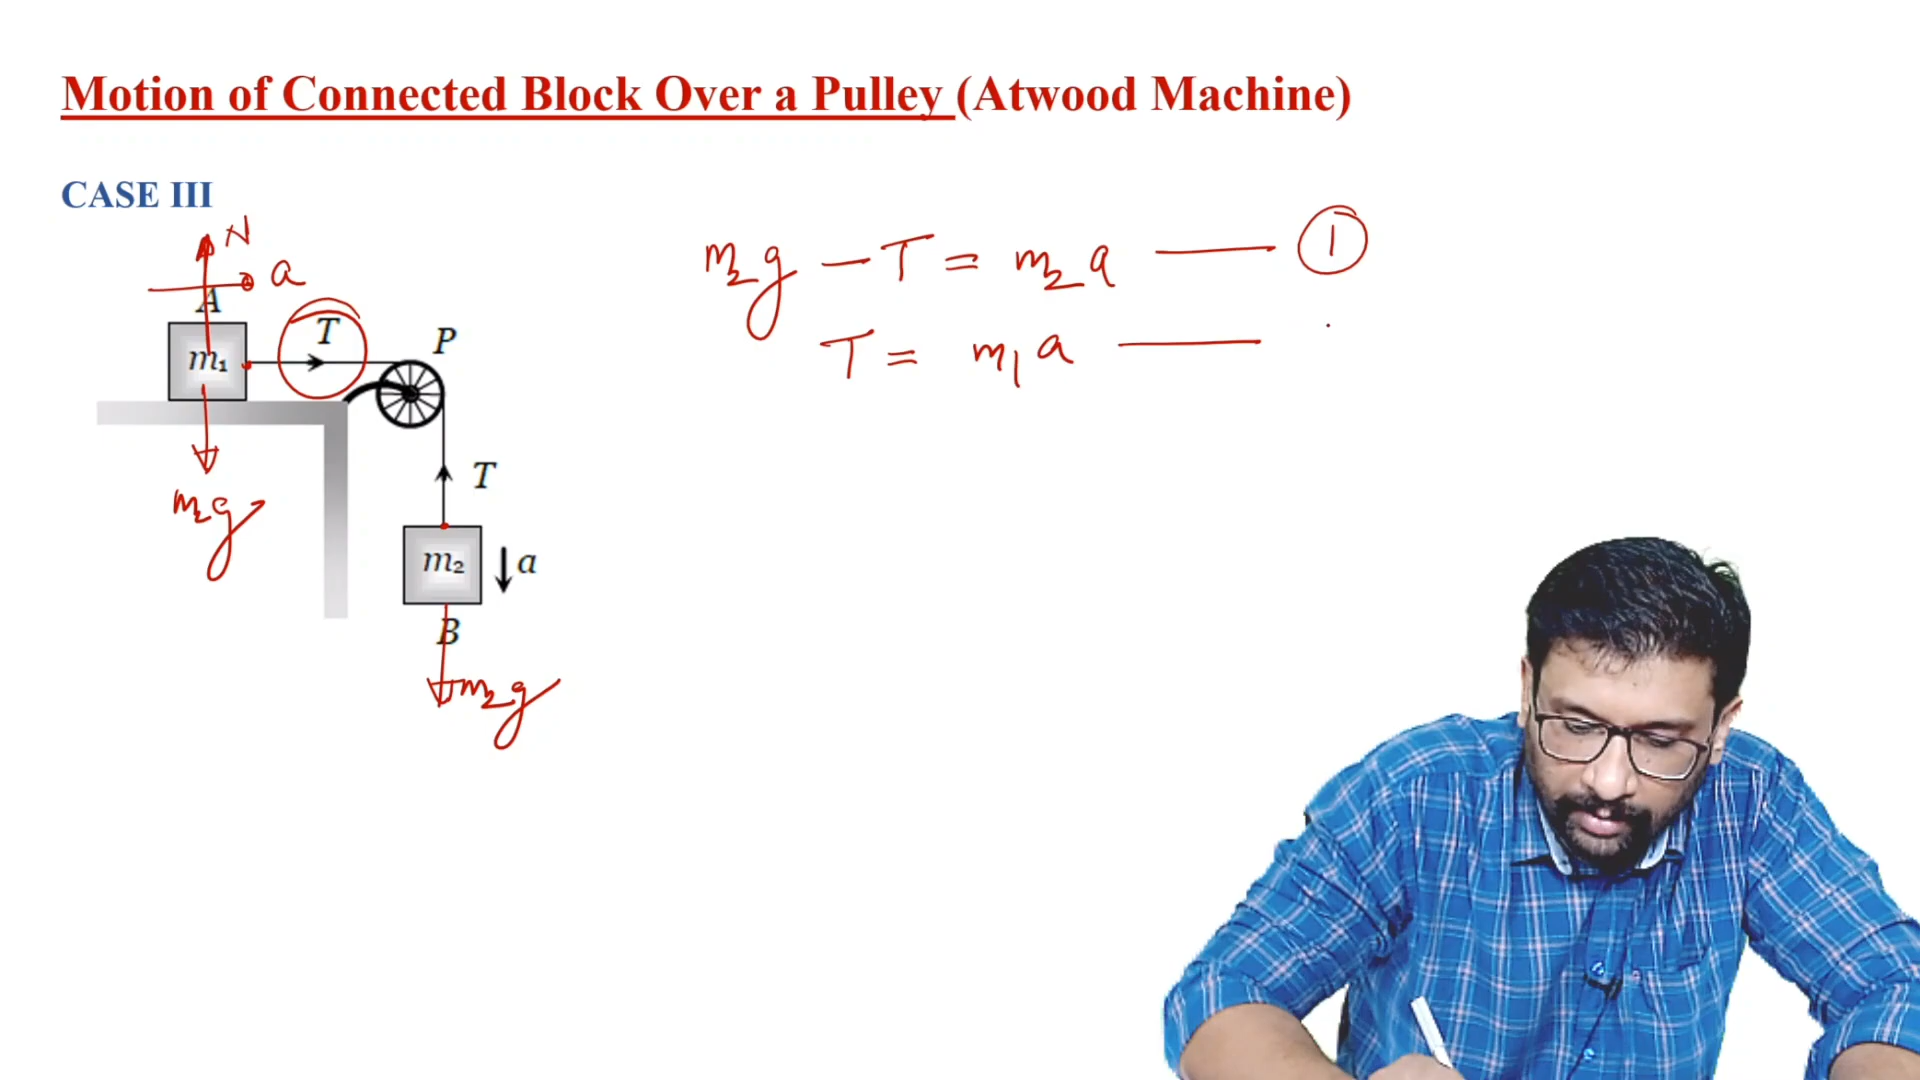 Motion of Connected Block Over a Pulley (Atwood Machine)
CASE III
N
a
A
m₁
T
P
m₂g
T
m₂
a
B
m₂g
m₂g − T = m₂a —— ①
T = m₁a ——